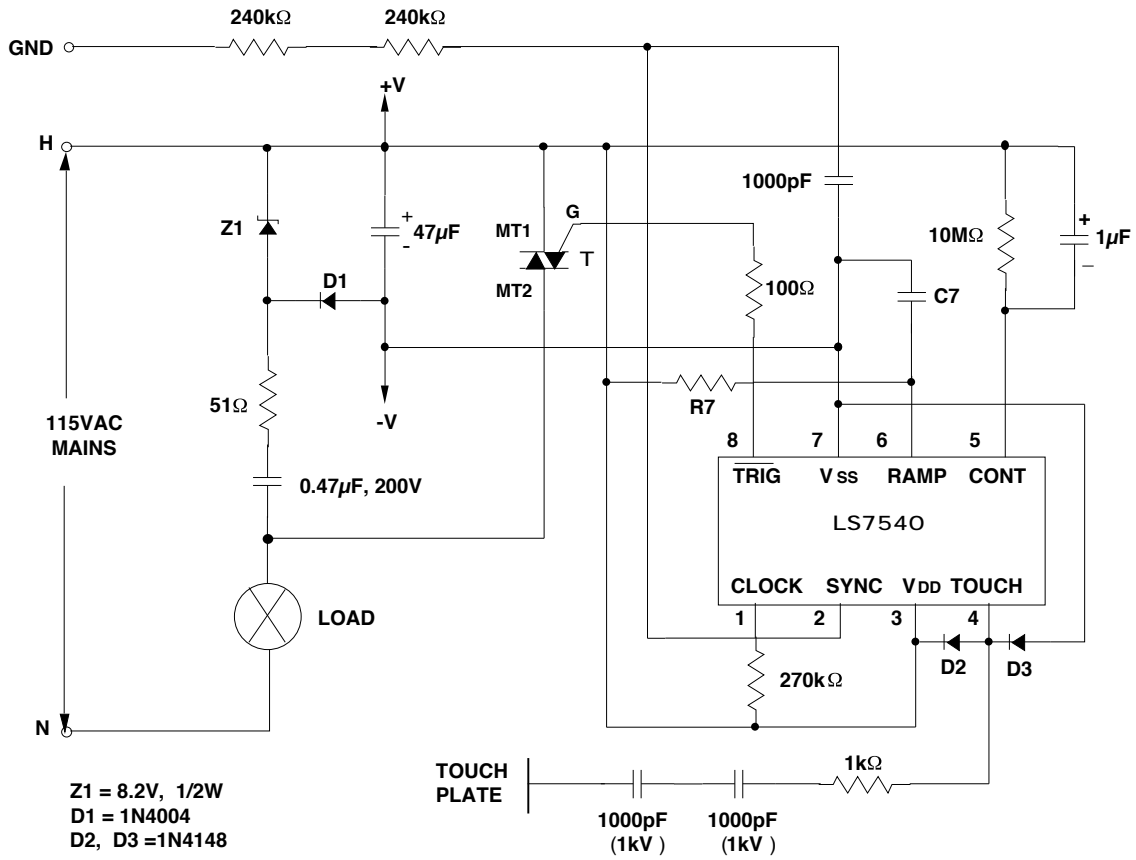 240kΩ 240kΩ
GND
+V
H
1000pF
G
Z1
+
47µF
-
MT1
T
MT2
10MΩ
+
1µF
–
D1
100Ω
C7
51Ω
R7
-V
115VAC
MAINS
8 7 6 5
TRIG VSS RAMP CONT
0.47µF, 200V
LS7540
CLOCK SYNC VDD TOUCH
LOAD
1 2 3 4
D2 D3
270kΩ
N
TOUCH
PLATE
1kΩ
Z1 = 8.2V, 1/2W
D1 = 1N4004
D2, D3 =1N4148
1000pF 1000pF
(1kV ) (1kV )